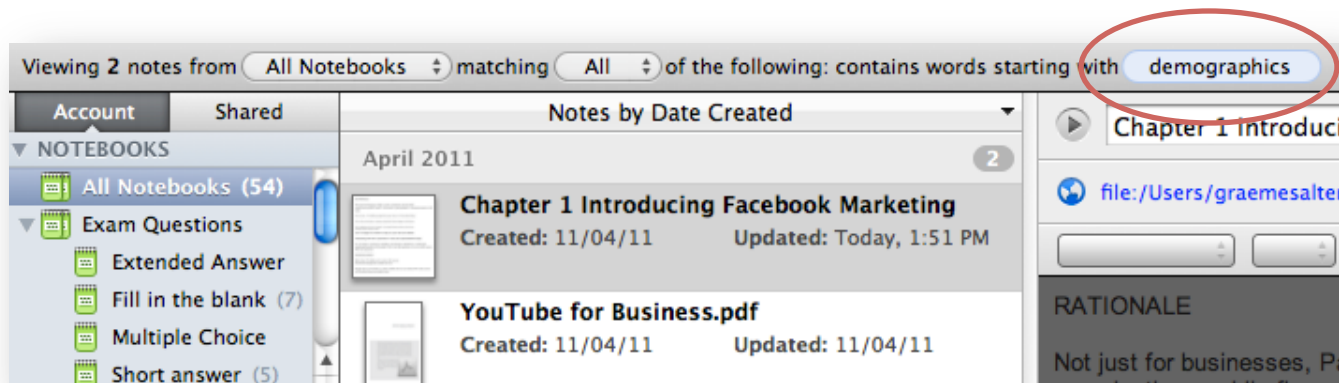 Viewing 2 notes from All Notebooks matching All of the following: contains words starting with demographics
Account Shared
NOTEBOOKS
All Notebooks (54)
Exam Questions
Extended Answer
Fill in the blank (7)
Multiple Choice
Short answer (5)
Notes by Date Created
April 2011 2
Chapter 1 Introducing Facebook Marketing
Created: 11/04/11 Updated: Today, 1:51 PM
YouTube for Business.pdf
Created: 11/04/11 Updated: 11/04/11
Chapter 1 Introduci
file:/Users/graemesalter
RATIONALE
Not just for businesses, Pa